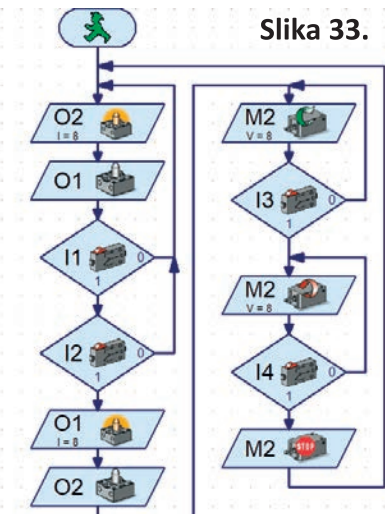 Slika 33.
O2
I = 8
O1
I1
0
1
I2
0
1
O1
I = 8
O2
M2
V = 8
I3
0
1
M2
V = 8
I4
0
1
M2
STOP